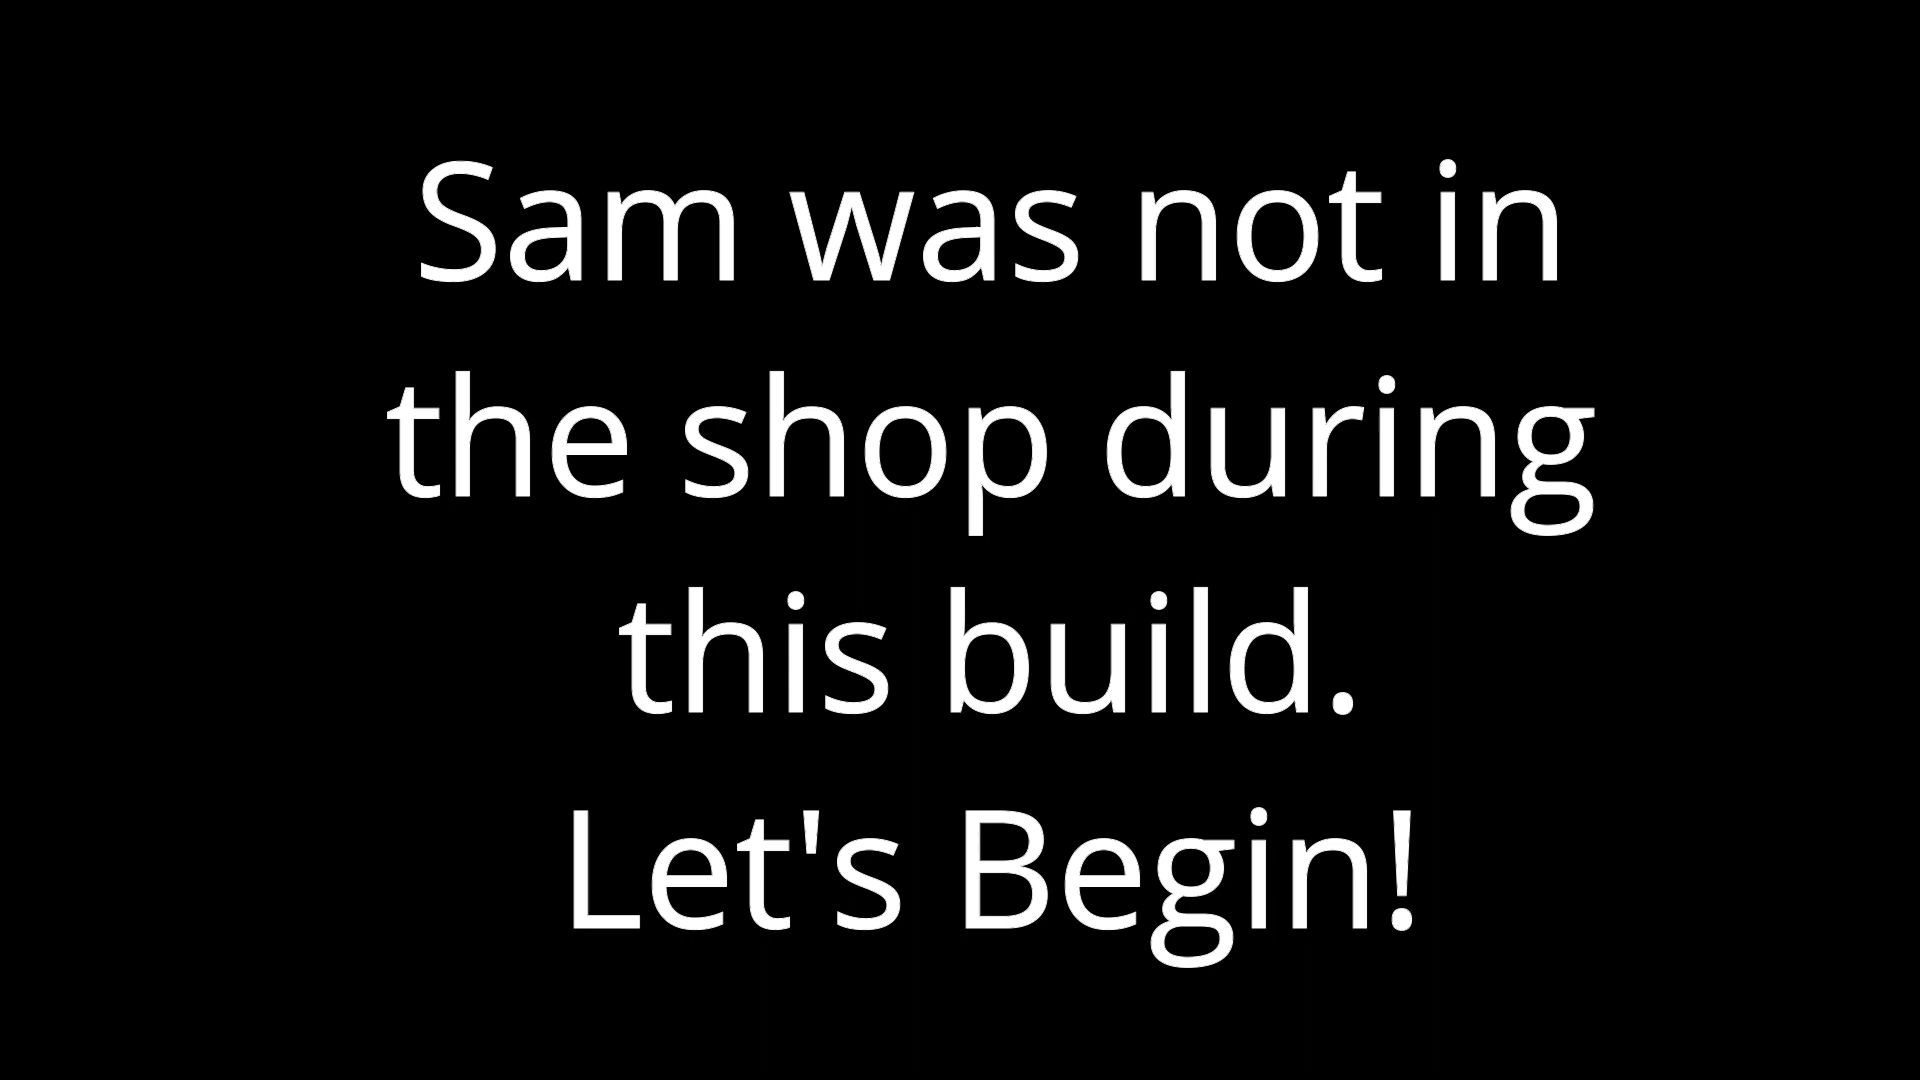 Sam was not in
the shop during
this build.
Let's Begin!